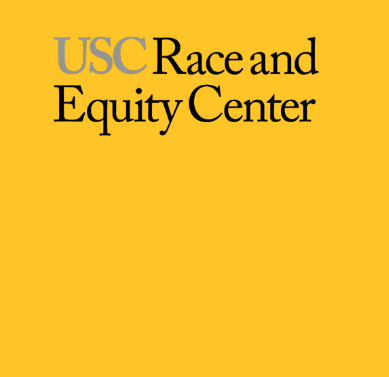 USC Race and
Equity Center